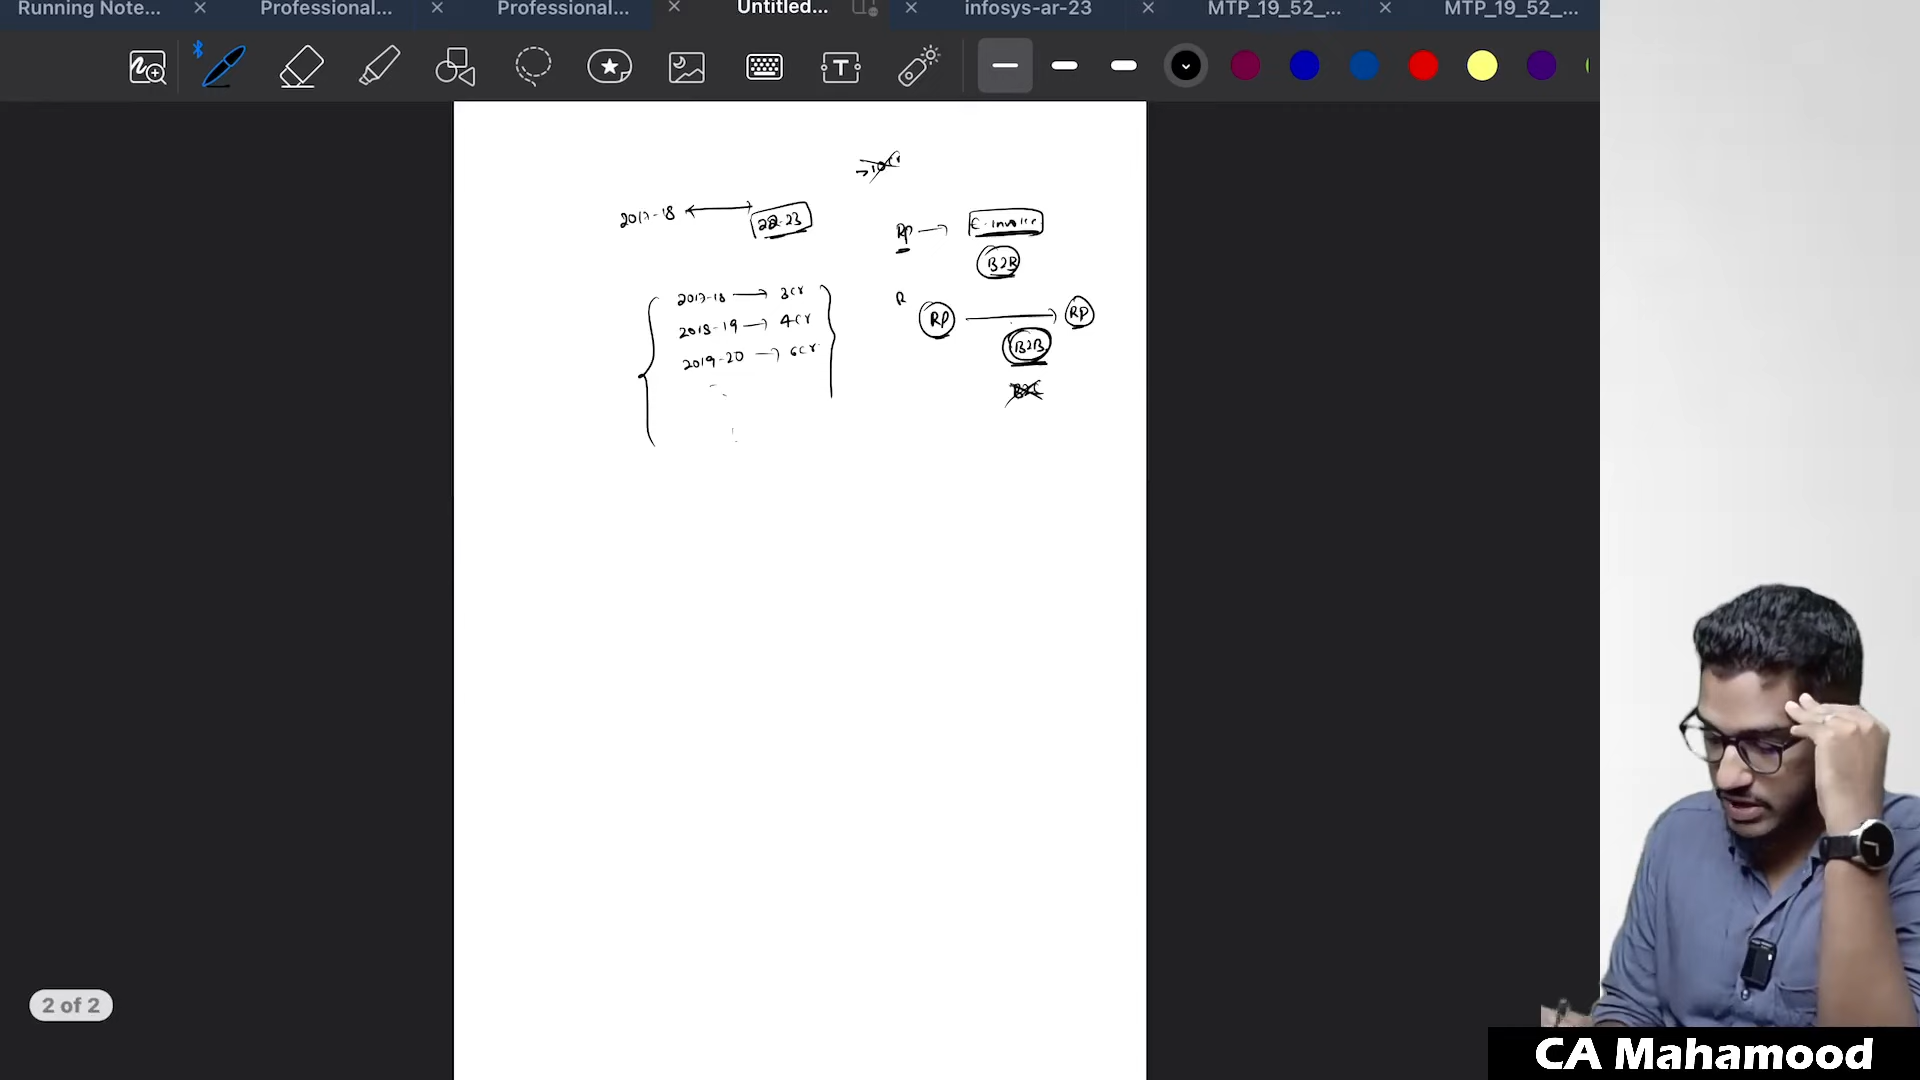 Running Note...
Professional...
Professional...
Untitled...
infosys-ar-23
MTP_19_52_...
MTP_19_52_...
2017-18
22-23
RP → E-invoice
B2B
2017-18 → 3cr
2018-19 → 4cr
2019-20 → 6cr
R
RP → RP
B2B
B2C
2 of 2
CA Mahamood